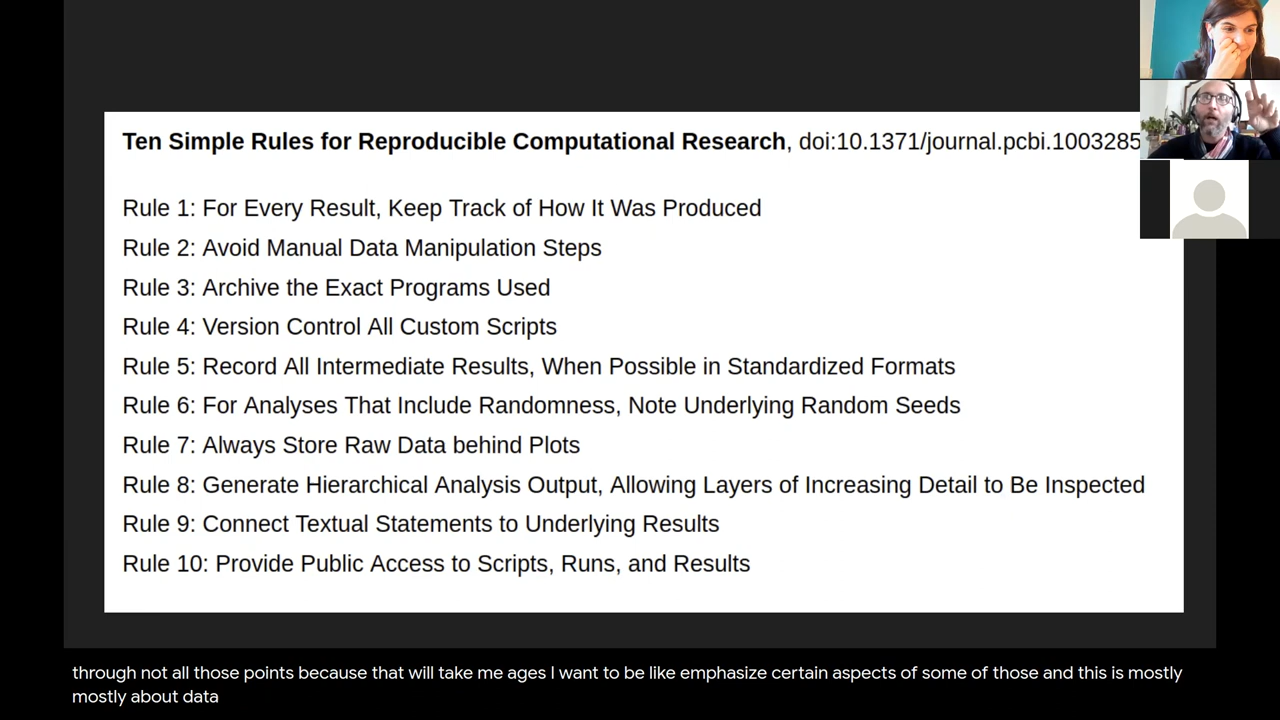 Ten Simple Rules for Reproducible Computational Research, doi:10.1371/journal.pcbi.1003285
Rule 1: For Every Result, Keep Track of How It Was Produced
Rule 2: Avoid Manual Data Manipulation Steps
Rule 3: Archive the Exact Programs Used
Rule 4: Version Control All Custom Scripts
Rule 5: Record All Intermediate Results, When Possible in Standardized Formats
Rule 6: For Analyses That Include Randomness, Note Underlying Random Seeds
Rule 7: Always Store Raw Data behind Plots
Rule 8: Generate Hierarchical Analysis Output, Allowing Layers of Increasing Detail to Be Inspected
Rule 9: Connect Textual Statements to Underlying Results
Rule 10: Provide Public Access to Scripts, Runs, and Results
through not all those points because that will take me ages I want to be like emphasize certain aspects of some of those and this is mostly
mostly about data